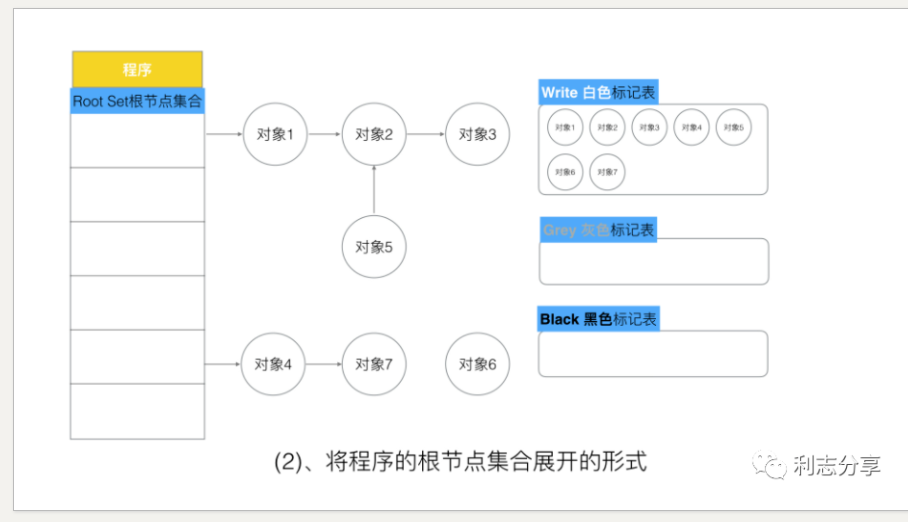 程序
Root Set根节点集合
对象1
对象2
对象3
对象5
对象4
对象7
对象6
Write 白色标记表
对象1 对象2 对象3 对象4 对象5
对象6 对象7
Grey 灰色标记表
Black 黑色标记表
(2)、将程序的根节点集合展开的形式
利志分享